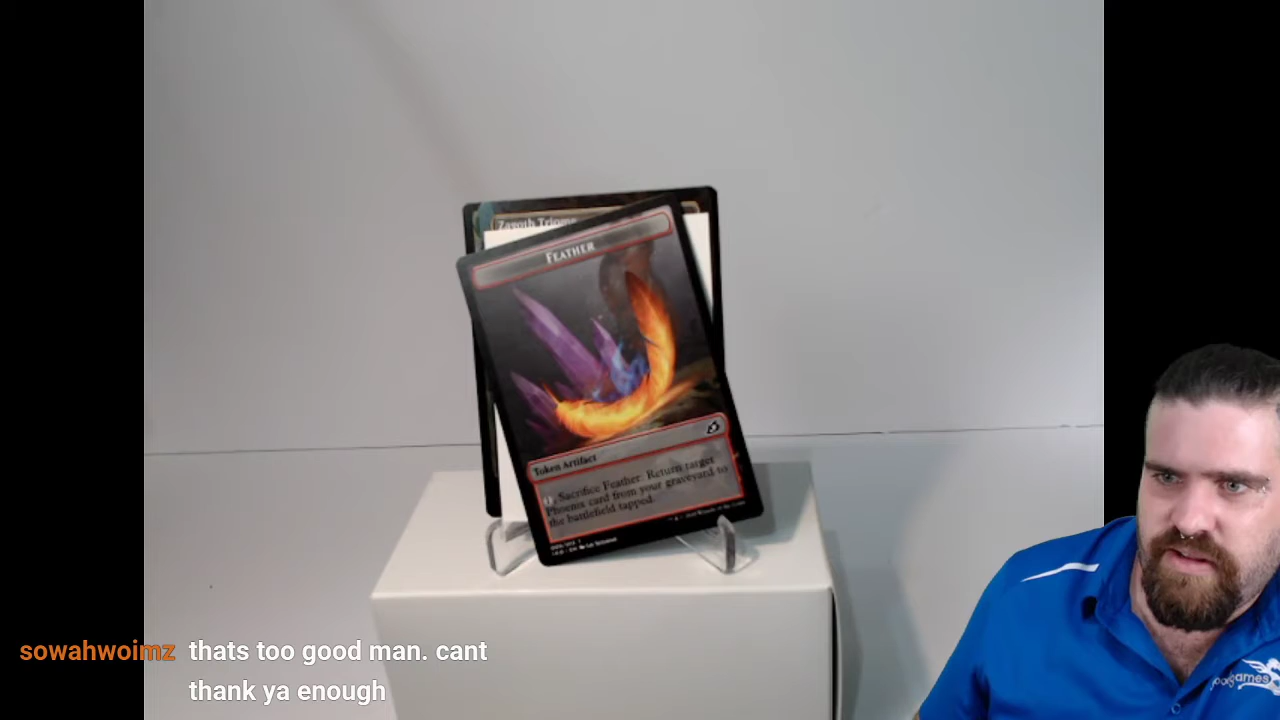 Zagoth Triome
FEATHER
Token Artifact
, Sacrifice Feather: Return target
Phoenix card from your graveyard to
the battlefield tapped.
sowahwoimz thats too good man. cant
thank ya enough